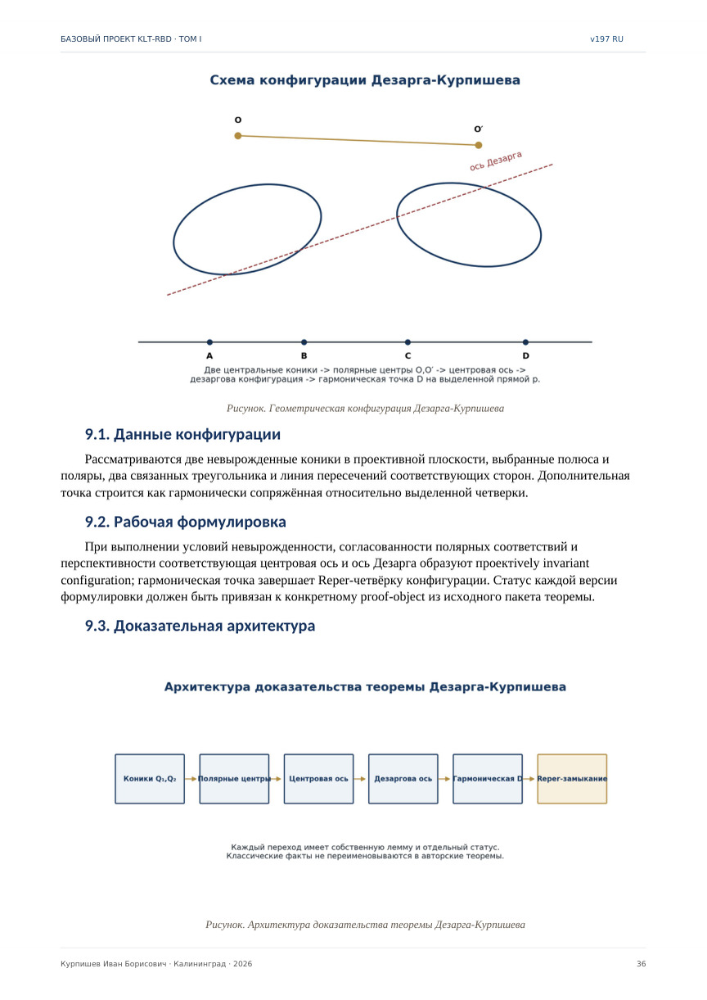 БАЗОВЫЙ ПРОЕКТ KLT-RBD · ТОМ I
v197 RU
Схема конфигурации Дезарга-Курпишева
O
O′
ось Дезарга
A
B
C
D
Две центральные коники -> полярные центры O,O′ -> центровая ось ->
дезаргова конфигурация -> гармоническая точка D на выделенной прямой p.
Рисунок. Геометрическая конфигурация Дезарга-Курпишева
9.1. Данные конфигурации
Рассматриваются две невырожденные коники в проективной плоскости, выбранные полюса и
поляры, два связанных треугольника и линия пересечений соответствующих сторон. Дополнительная
точка строится как гармонически сопряжённая относительно выделенной четверки.
9.2. Рабочая формулировка
При выполнении условий невырожденности, согласованности полярных соответствий и
перспективности соответствующая центровая ось и ось Дезарга образуют проективely invariant
configuration; гармоническая точка завершает Reper-четвёрку конфигурации. Статус каждой версии
формулировки должен быть привязан к конкретному proof-object из исходного пакета теоремы.
9.3. Доказательная архитектура
Архитектура доказательства теоремы Дезарга-Курпишева
Коники Q₁,Q₂
Полярные центры
Центровая ось
Дезаргова ось
Гармоническая D
Reper-замыкание
Каждый переход имеет собственную лемму и отдельный статус.
Классические факты не переименовываются в авторские теоремы.
Рисунок. Архитектура доказательства теоремы Дезарга-Курпишева
Курпишев Иван Борисович · Калининград · 2026
36